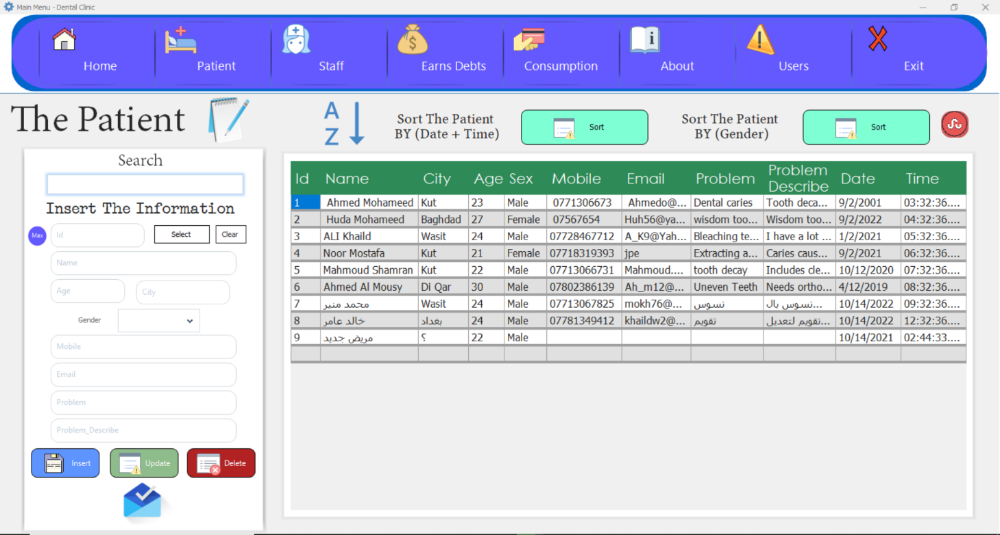 Main Menu - Dental Clinic
Home Patient Staff Earns Debts Consumption About Users Exit
The Patient
A
Z
Sort The Patient
BY (Date + Time)
Sort
Sort The Patient
BY (Gender)
Sort
Search
Insert The Information
Max Id Select Clear
Name
Age City
Gender
Mobile
Email
Problem
Problem_Describe
Insert Update Delete
Id Name City Age Sex Mobile Email Problem Problem Describe Date Time
1 Ahmed Mohameed Kut 23 Male 0771306673 Ahmedo@... Dental caries Tooth deca... 9/2/2001 03:32:36....
2 Huda Mohameed Baghdad 27 Female 07567654 Huh56@ya... wisdom too... Wisdom too... 9/2/2022 04:32:36....
3 ALI Khaild Wasit 24 Male 07728467712 A_K9@Yah... Bleaching te... I have a lot ... 1/2/2021 05:32:36....
4 Noor Mostafa Kut 21 Female 07718319393 jpe Extracting a... Caries caus... 9/2/2021 06:32:36....
5 Mahmoud Shamran Kut 22 Male 07713066731 Mahmoud.... tooth decay Includes cle... 10/12/2020 07:32:36....
6 Ahmed Al Mousy Di Qar 30 Male 07802386139 Ah_m12@... Uneven Teeth Needs ortho... 4/12/2019 08:32:36....
7 محمد منير Wasit 24 Male 07713067825 mokh76@... تسوس تسوس بال... 10/14/2022 09:32:36....
8 خالد عامر بغداد 24 Male 07781349412 khaildw2@... تقويم تقويم لتعديل... 10/14/2022 12:32:36....
9 مريض جديد ؟ 22 Male 10/14/2021 02:44:33....